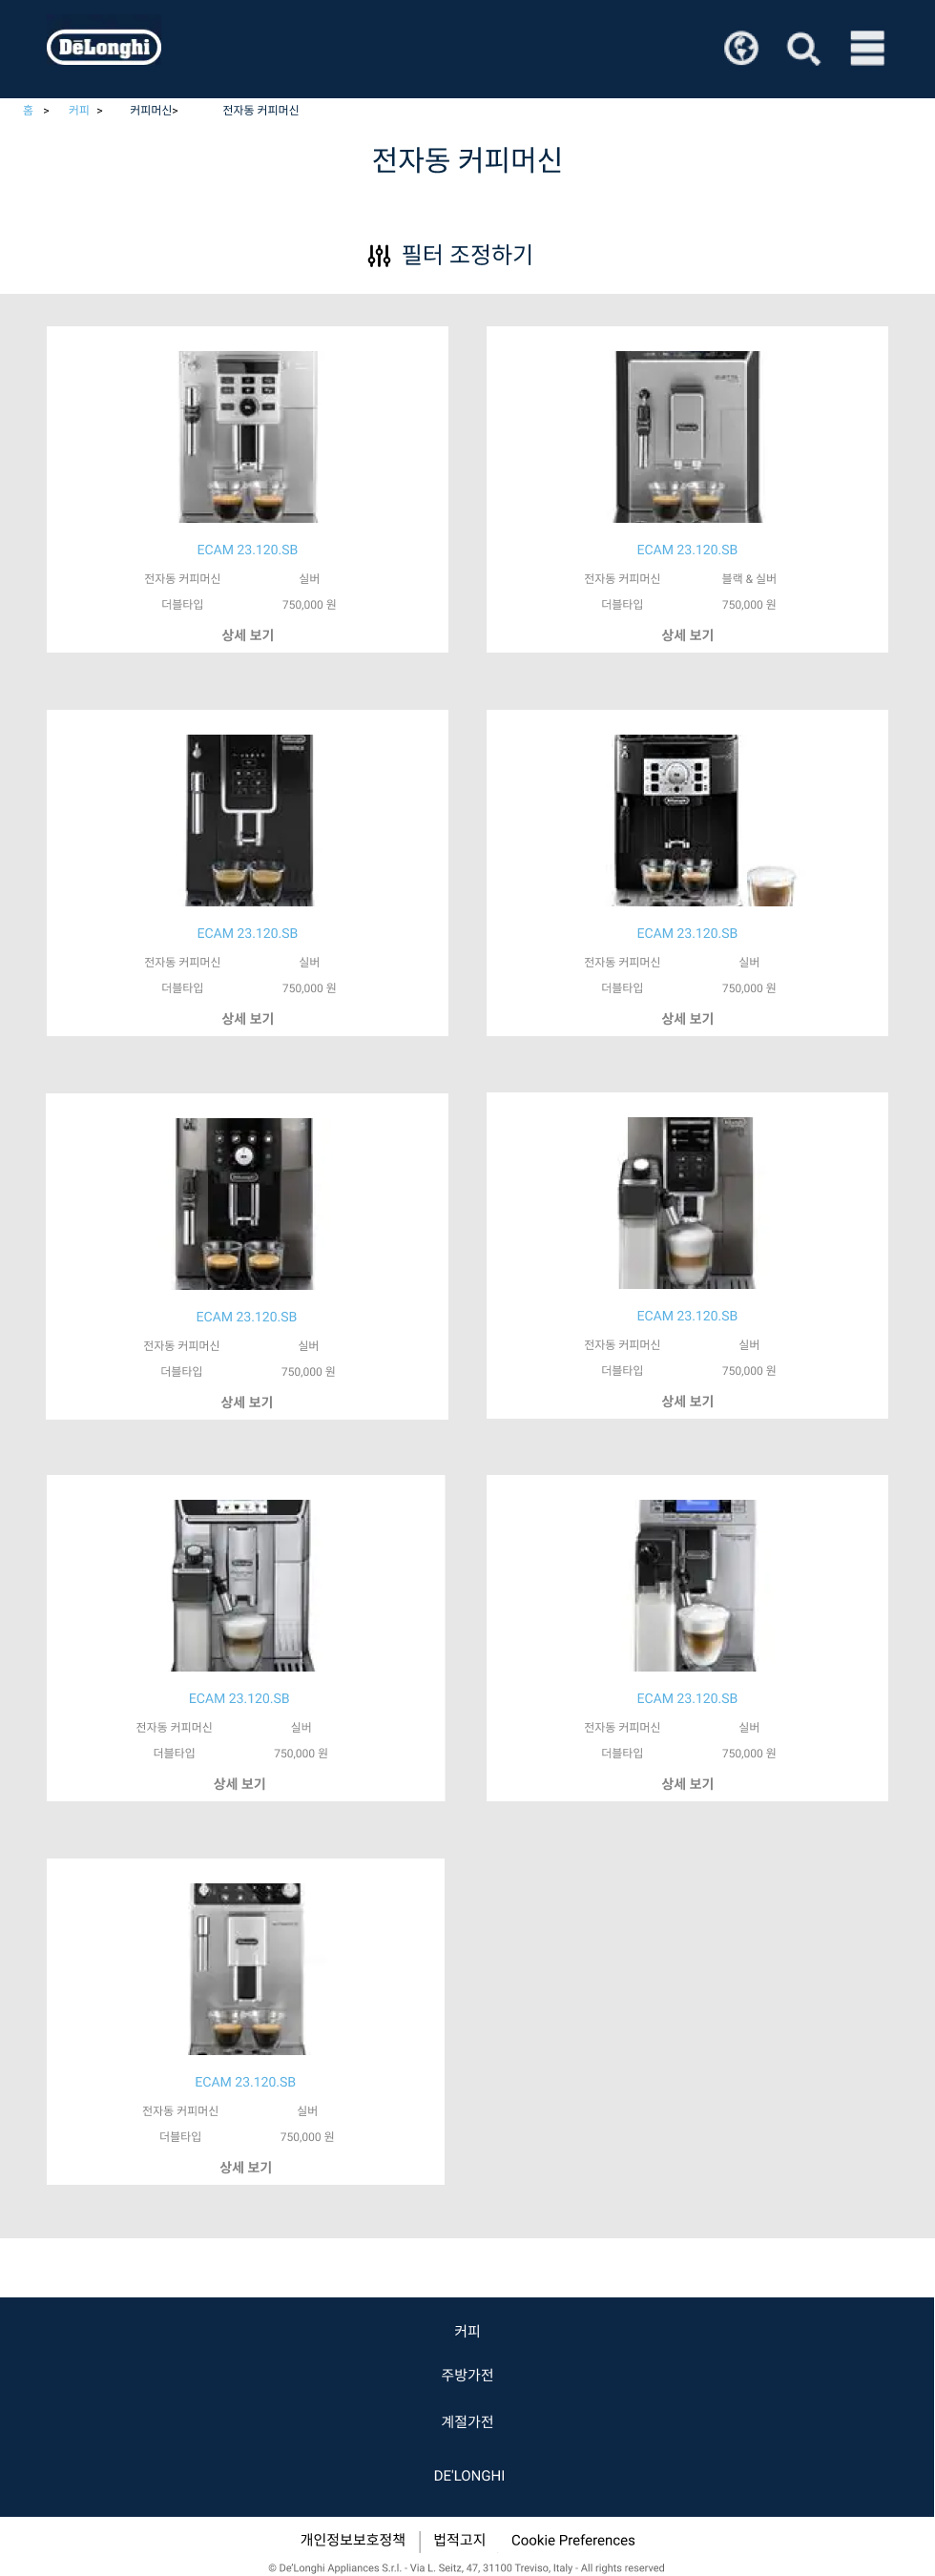 DeLonghi
홈 > 커피 > 커피머신> 전자동 커피머신
전자동 커피머신
필터 조정하기
ECAM 23.120.SB
전자동 커피머신 실버
더블타입 750,000 원
상세 보기
ECAM 23.120.SB
전자동 커피머신 블랙 & 실버
더블타입 750,000 원
상세 보기
ECAM 23.120.SB
전자동 커피머신 실버
더블타입 750,000 원
상세 보기
ECAM 23.120.SB
전자동 커피머신 실버
더블타입 750,000 원
상세 보기
ECAM 23.120.SB
전자동 커피머신 실버
더블타입 750,000 원
상세 보기
ECAM 23.120.SB
전자동 커피머신 실버
더블타입 750,000 원
상세 보기
ECAM 23.120.SB
전자동 커피머신 실버
더블타입 750,000 원
상세 보기
ECAM 23.120.SB
전자동 커피머신 실버
더블타입 750,000 원
상세 보기
ECAM 23.120.SB
전자동 커피머신 실버
더블타입 750,000 원
상세 보기
커피
주방가전
계절가전
DE'LONGHI
개인정보보호정책 | 법적고지 Cookie Preferences
© De'Longhi Appliances S.r.l. - Via L. Seitz, 47, 31100 Treviso, Italy - All rights reserved